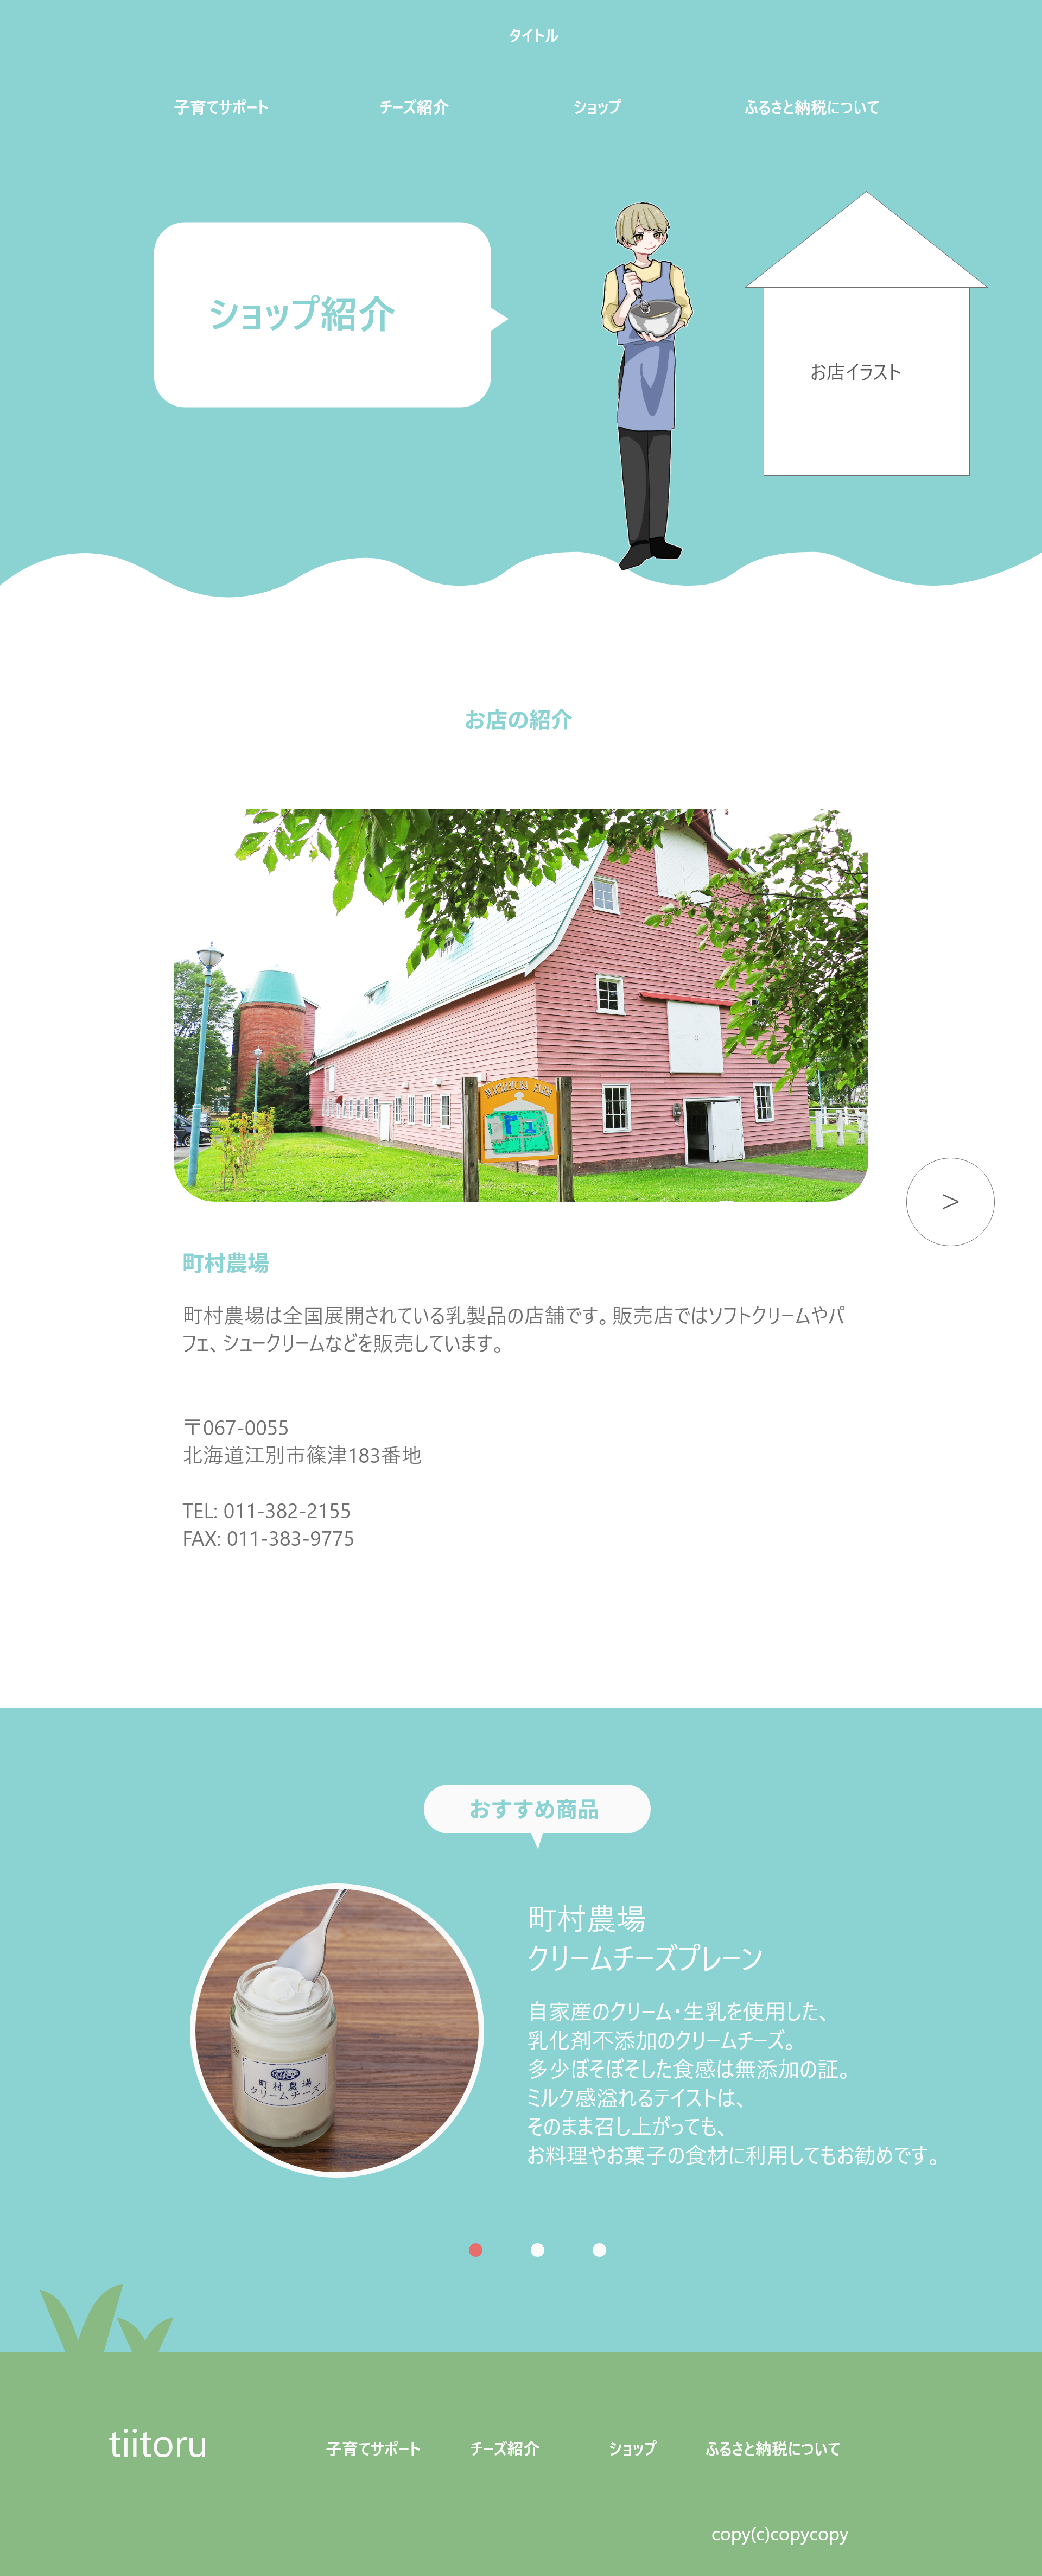 タイトル
子育てサポート
チーズ紹介
ショップ
ふるさと納税について
ショップ紹介
お店イラスト
お店の紹介
MACHIMURA FARM
>
町村農場
町村農場は全国展開されている乳製品の店舗です。販売店ではソフトクリームやパ
フェ、シュークリームなどを販売しています。
〒067-0055
北海道江別市篠津183番地
TEL: 011-382-2155
FAX: 011-383-9775
おすすめ商品
町村農場
クリームチーズ
町村農場
クリームチーズプレーン
自家産のクリーム・生乳を使用した、
乳化剤不添加のクリームチーズ。
多少ぼそぼそした食感は無添加の証。
ミルク感溢れるテイストは、
そのまま召し上がっても、
お料理やお菓子の食材に利用してもお勧めです。
tiitoru
子育てサポート
チーズ紹介
ショップ
ふるさと納税について
copy(c)copycopy